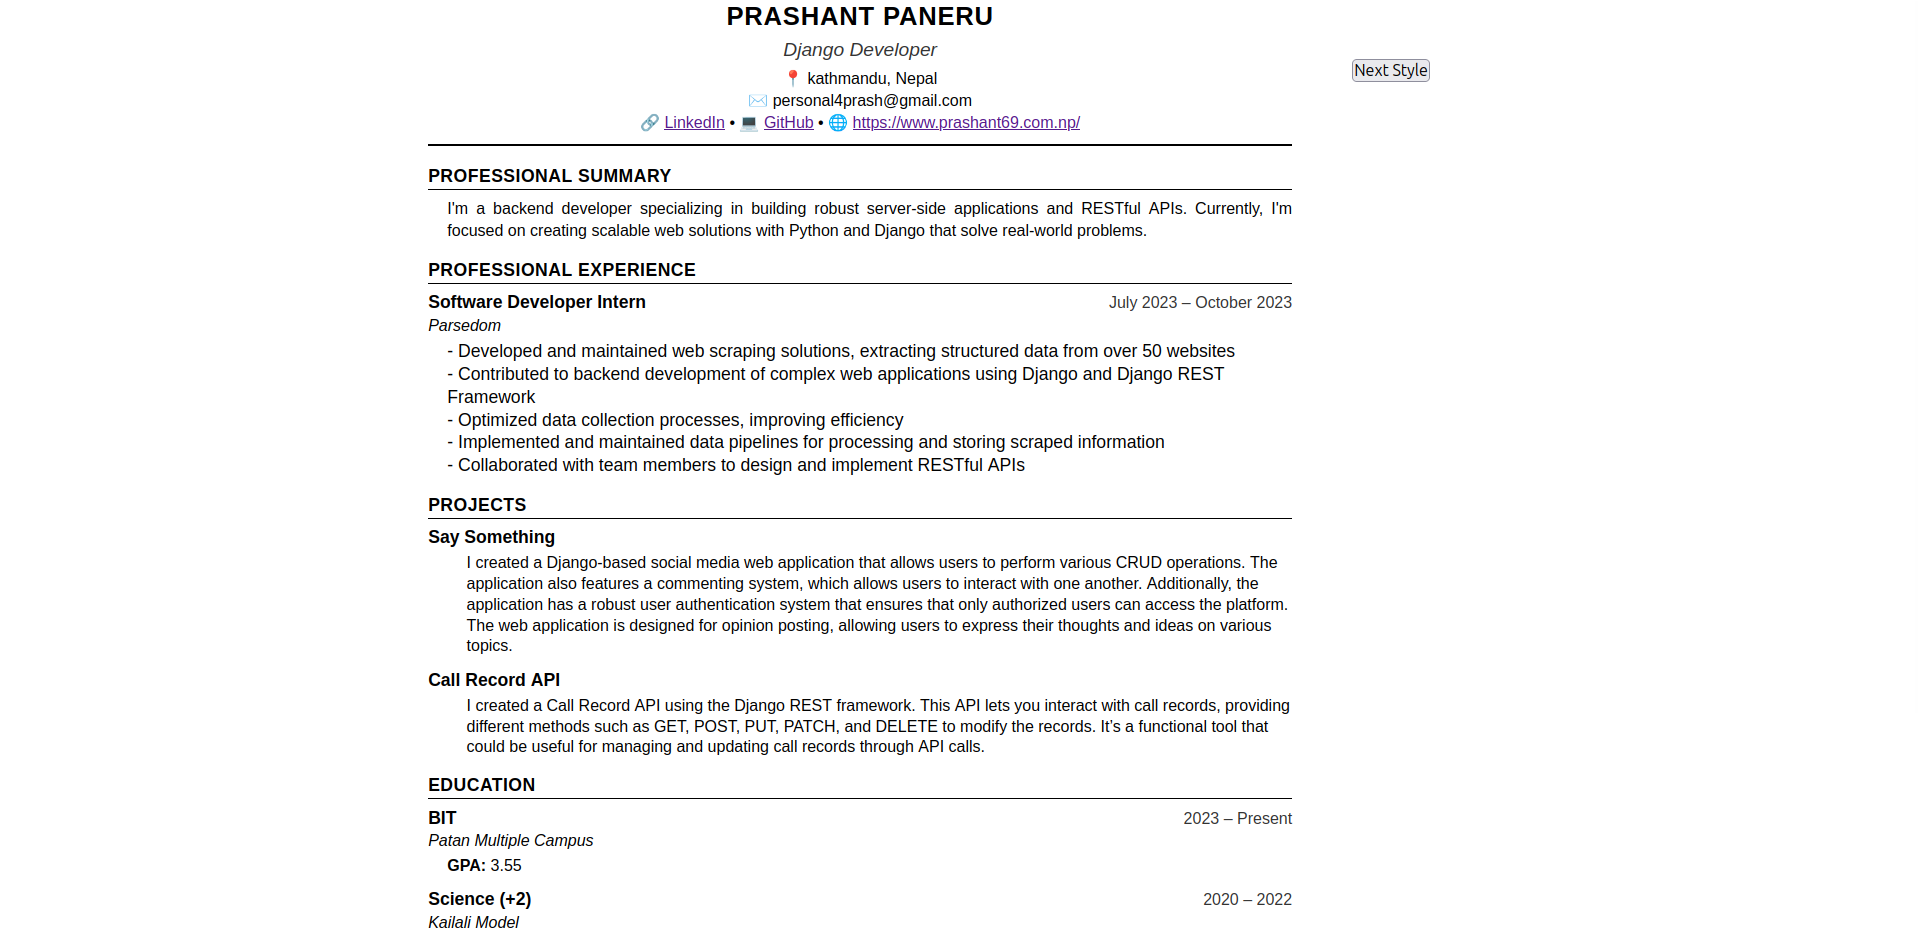 PRASHANT PANERU
Django Developer
📍 kathmandu, Nepal
Next Style
✉️ personal4prash@gmail.com
🔗 LinkedIn • 💻 GitHub • 🌐 https://www.prashant69.com.np/
PROFESSIONAL SUMMARY
I'm a backend developer specializing in building robust server-side applications and RESTful APIs. Currently, I'm
focused on creating scalable web solutions with Python and Django that solve real-world problems.
PROFESSIONAL EXPERIENCE
Software Developer Intern July 2023 – October 2023
Parsedom
- Developed and maintained web scraping solutions, extracting structured data from over 50 websites
- Contributed to backend development of complex web applications using Django and Django REST
Framework
- Optimized data collection processes, improving efficiency
- Implemented and maintained data pipelines for processing and storing scraped information
- Collaborated with team members to design and implement RESTful APIs
PROJECTS
Say Something
I created a Django-based social media web application that allows users to perform various CRUD operations. The
application also features a commenting system, which allows users to interact with one another. Additionally, the
application has a robust user authentication system that ensures that only authorized users can access the platform.
The web application is designed for opinion posting, allowing users to express their thoughts and ideas on various
topics.
Call Record API
I created a Call Record API using the Django REST framework. This API lets you interact with call records, providing
different methods such as GET, POST, PUT, PATCH, and DELETE to modify the records. It’s a functional tool that
could be useful for managing and updating call records through API calls.
EDUCATION
BIT 2023 – Present
Patan Multiple Campus
GPA: 3.55
Science (+2) 2020 – 2022
Kailali Model